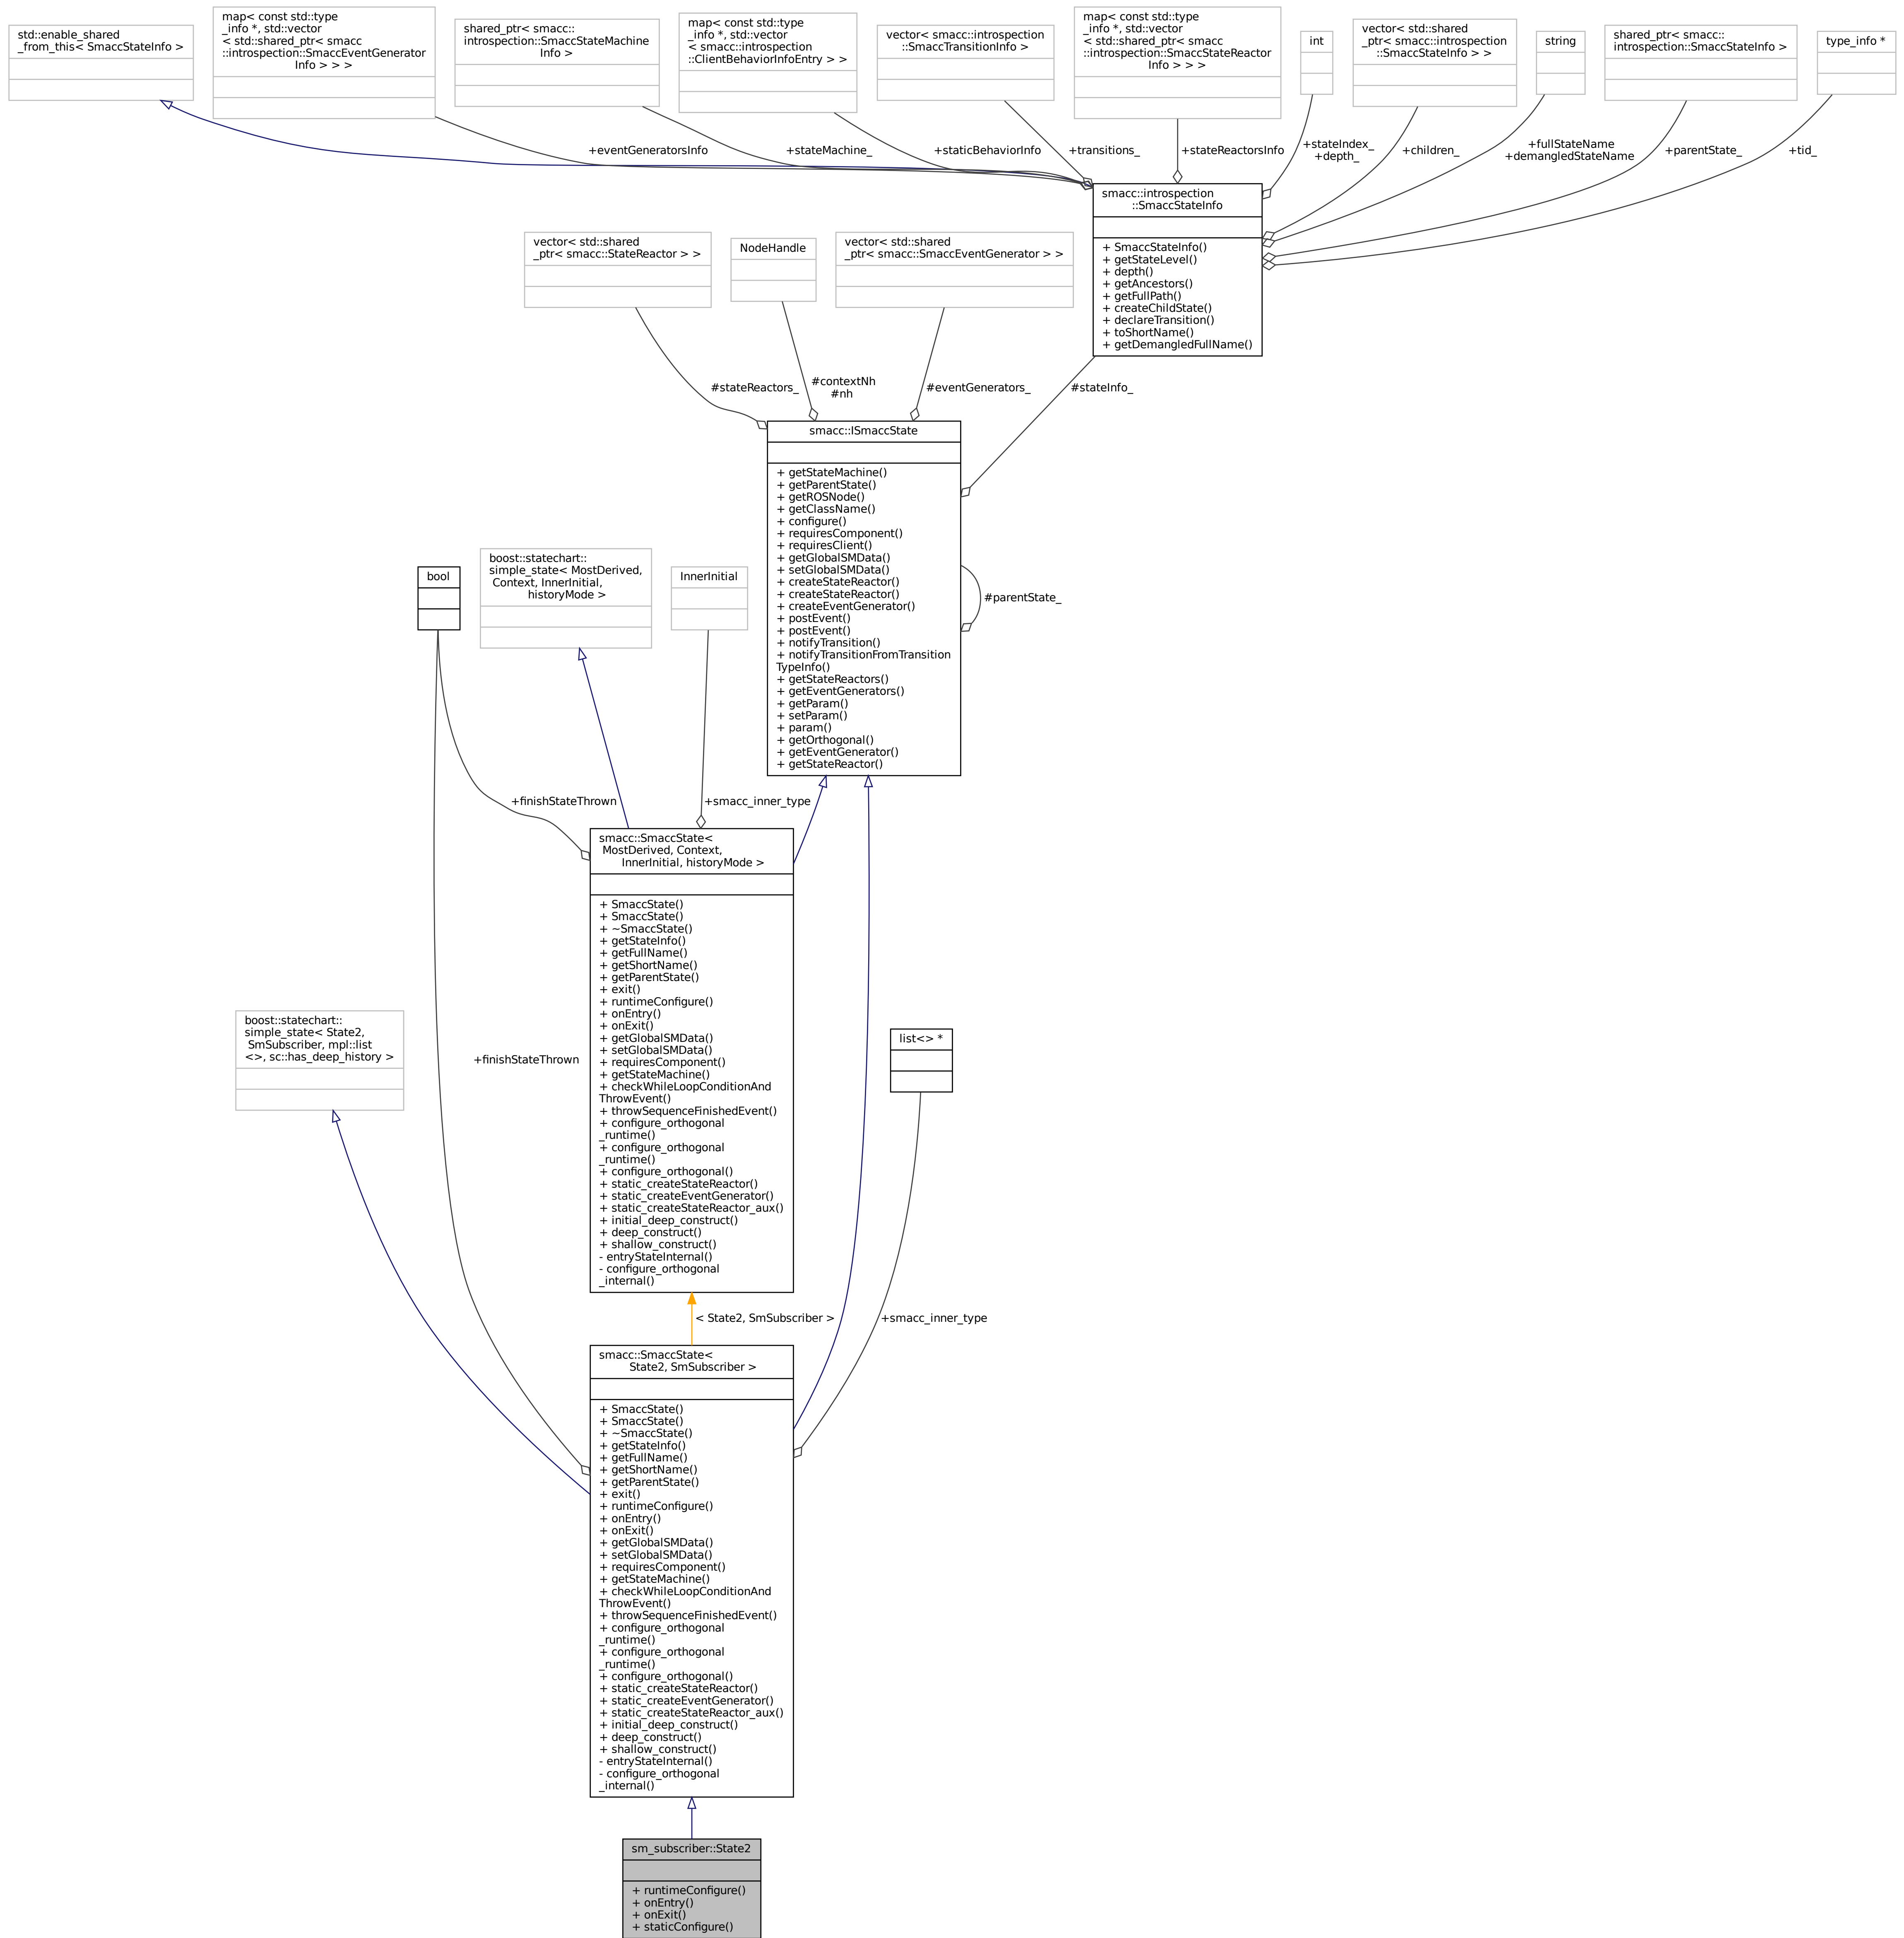 std::enable_shared
_from_this< SmaccStateInfo >
map< const std::type
_info *, std::vector
< std::shared_ptr< smacc
::introspection::SmaccEventGenerator
Info > > >
shared_ptr< smacc::
introspection::SmaccStateMachine
Info >
map< const std::type
_info *, std::vector
< smacc::introspection
::ClientBehaviorInfoEntry > >
vector< smacc::introspection
::SmaccTransitionInfo >
map< const std::type
_info *, std::vector
< std::shared_ptr< smacc
::introspection::SmaccStateReactor
Info > > >
int
vector< std::shared
_ptr< smacc::introspection
::SmaccStateInfo > >
string
shared_ptr< smacc::
introspection::SmaccStateInfo >
type_info *
+eventGeneratorsInfo
+stateMachine_
+staticBehaviorInfo
+transitions_
+stateReactorsInfo
+stateIndex_
+depth_
+children_
+fullStateName
+demangledStateName
+parentState_
+tid_
smacc::introspection
::SmaccStateInfo
+ SmaccStateInfo()
+ getStateLevel()
+ depth()
+ getAncestors()
+ getFullPath()
+ createChildState()
+ declareTransition()
+ toShortName()
+ getDemangledFullName()
vector< std::shared
_ptr< smacc::StateReactor > >
NodeHandle
vector< std::shared
_ptr< smacc::SmaccEventGenerator > >
#stateReactors_
#contextNh
#nh
#eventGenerators_
#stateInfo_
smacc::ISmaccState
+ getStateMachine()
+ getParentState()
+ getROSNode()
+ getClassName()
+ configure()
+ requiresComponent()
+ requiresClient()
+ getGlobalSMData()
+ setGlobalSMData()
+ createStateReactor()
+ createStateReactor()
+ createEventGenerator()
+ postEvent()
+ postEvent()
+ notifyTransition()
+ notifyTransitionFromTransition
TypeInfo()
+ getStateReactors()
+ getEventGenerators()
+ getParam()
+ setParam()
+ param()
+ getOrthogonal()
+ getEventGenerator()
+ getStateReactor()
#parentState_
bool
boost::statechart::
simple_state< MostDerived,
Context, InnerInitial,
historyMode >
InnerInitial
+finishStateThrown
+smacc_inner_type
smacc::SmaccState<
MostDerived, Context,
InnerInitial, historyMode >
+ SmaccState()
+ SmaccState()
+ ~SmaccState()
+ getStateInfo()
+ getFullName()
+ getShortName()
+ getParentState()
+ exit()
+ runtimeConfigure()
+ onEntry()
+ onExit()
+ getGlobalSMData()
+ setGlobalSMData()
+ requiresComponent()
+ getStateMachine()
+ checkWhileLoopConditionAnd
ThrowEvent()
+ throwSequenceFinishedEvent()
+ configure_orthogonal
_runtime()
+ configure_orthogonal
_runtime()
+ configure_orthogonal()
+ static_createStateReactor()
+ static_createEventGenerator()
+ static_createStateReactor_aux()
+ initial_deep_construct()
+ deep_construct()
+ shallow_construct()
- entryStateInternal()
- configure_orthogonal
_internal()
boost::statechart::
simple_state< State2,
SmSubscriber, mpl::list
<>, sc::has_deep_history >
+finishStateThrown
list<> *
< State2, SmSubscriber >
+smacc_inner_type
smacc::SmaccState<
State2, SmSubscriber >
+ SmaccState()
+ SmaccState()
+ ~SmaccState()
+ getStateInfo()
+ getFullName()
+ getShortName()
+ getParentState()
+ exit()
+ runtimeConfigure()
+ onEntry()
+ onExit()
+ getGlobalSMData()
+ setGlobalSMData()
+ requiresComponent()
+ getStateMachine()
+ checkWhileLoopConditionAnd
ThrowEvent()
+ throwSequenceFinishedEvent()
+ configure_orthogonal
_runtime()
+ configure_orthogonal
_runtime()
+ configure_orthogonal()
+ static_createStateReactor()
+ static_createEventGenerator()
+ static_createStateReactor_aux()
+ initial_deep_construct()
+ deep_construct()
+ shallow_construct()
- entryStateInternal()
- configure_orthogonal
_internal()
sm_subscriber::State2
+ runtimeConfigure()
+ onEntry()
+ onExit()
+ staticConfigure()